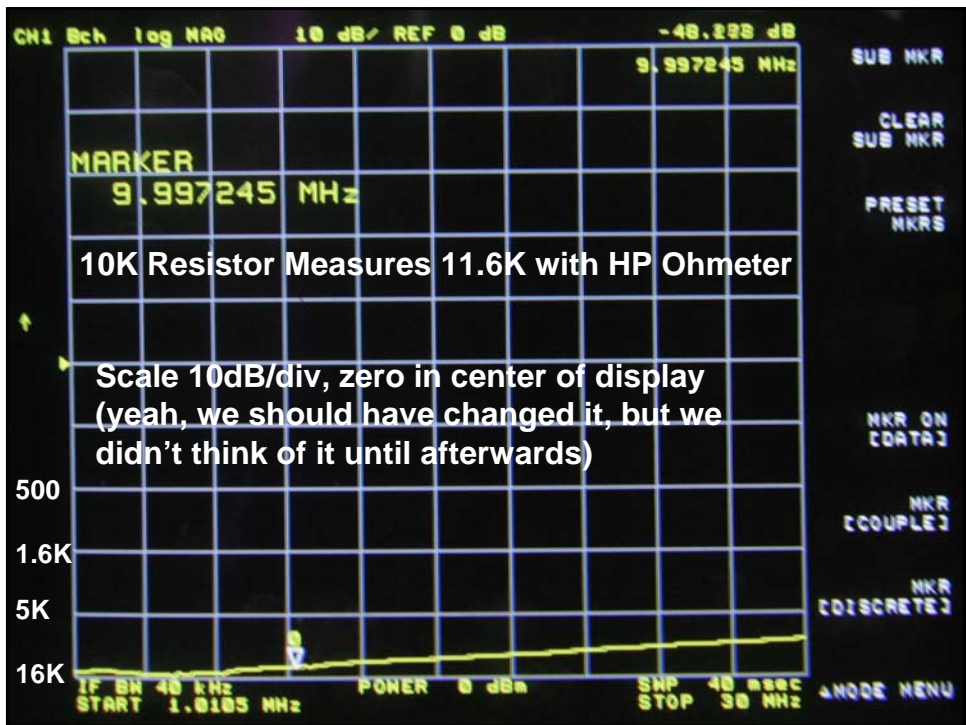 CH1 Bch log MAG 10 dB/ REF 0 dB
9.997245 MHz
SUB MKR
CLEAR
SUB MKR
MARKER
9.997245 MHz
PRESET
MKRS
10K Resistor Measures 11.6K with HP Ohmeter
Scale 10dB/div, zero in center of display
(yeah, we should have changed it, but we
didn’t think of it until afterwards)
MKR ON
[DATA]
500
MKR
[COUPLE]
1.6K
5K
MKR
[DISCRETE]
0
16K
IF BW 40 kHz POWER 0 dBm SWP 40 msec
START 1.0105 MHz STOP 30 MHz
MODE MENU